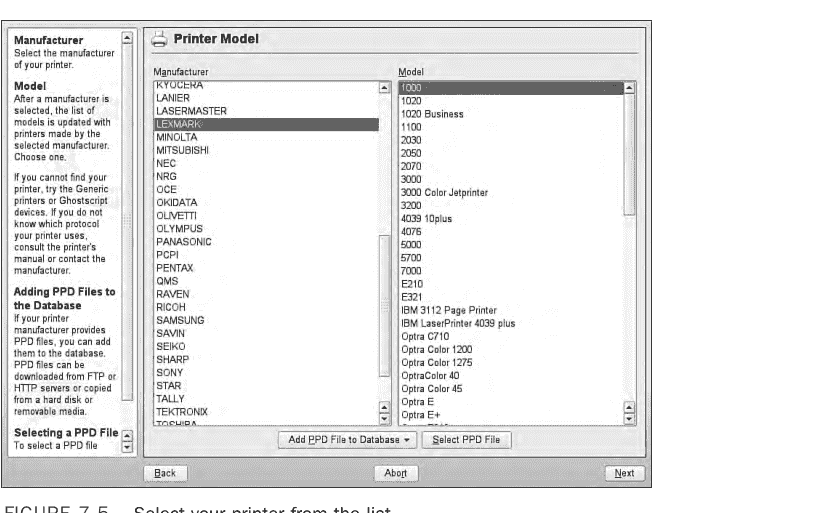 Manufacturer
Select the manufacturer
of your printer.
Model
After a manufacturer is
selected, the list of
models is updated with
printers made by the
selected manufacturer.
Choose one.
If you cannot find your
printer, try the Generic
printers or Ghostscript
devices. If you do not
know which protocol
your printer uses,
consult the printer's
manual or contact the
manufacturer.
Adding PPD Files to
the Database
If your printer
manufacturer provides
PPD files, you can add
them to the database.
PPD files can be
downloaded from FTP or
HTTP servers or copied
from a hard disk or
removable media.
Selecting a PPD File
To select a PPD file
Printer Model
Manufacturer
KYOCERA
LANIER
LASERMASTER
LEXMARK
MINOLTA
MITSUBISHI
NEC
NRG
OCE
OKIDATA
OLIVETTI
OLYMPUS
PANASONIC
PCPI
PENTAX
QMS
RAVEN
RICOH
SAMSUNG
SAVIN
SEIKO
SHARP
SONY
STAR
TALLY
TEKTRONIX
TOSHIBA
Model
1000
1020
1020 Business
1100
2030
2050
2070
3000
3000 Color Jetprinter
3200
4039 10plus
4076
5000
5700
7000
E210
E321
IBM 3112 Page Printer
IBM LaserPrinter 4039 plus
Optra C710
Optra Color 1200
Optra Color 1275
OptraColor 40
Optra Color 45
Optra E
Optra E+
Add PPD File to Database
Select PPD File
Back
Abort
Next
FIGURE 7-5 Select your printer from the list